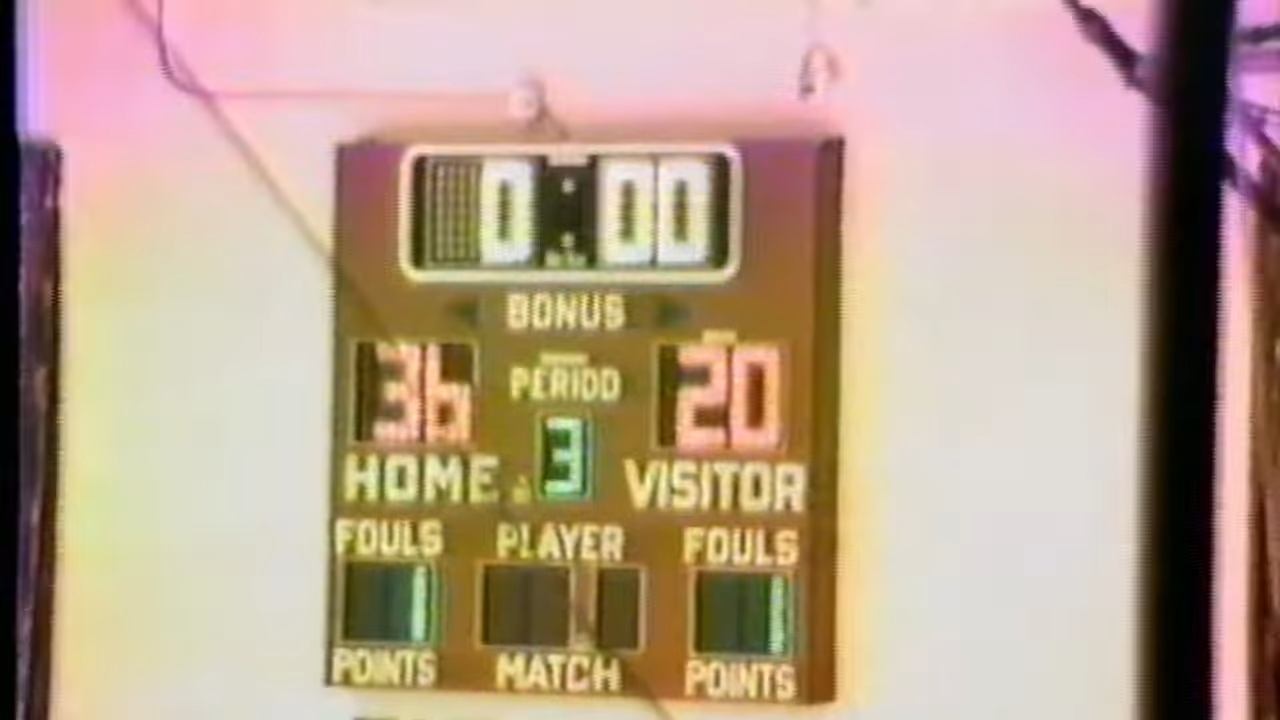 0:00
BONUS
36 PERIOD 20
HOME 3 VISITOR
FOULS PLAYER FOULS
1 1
POINTS MATCH POINTS